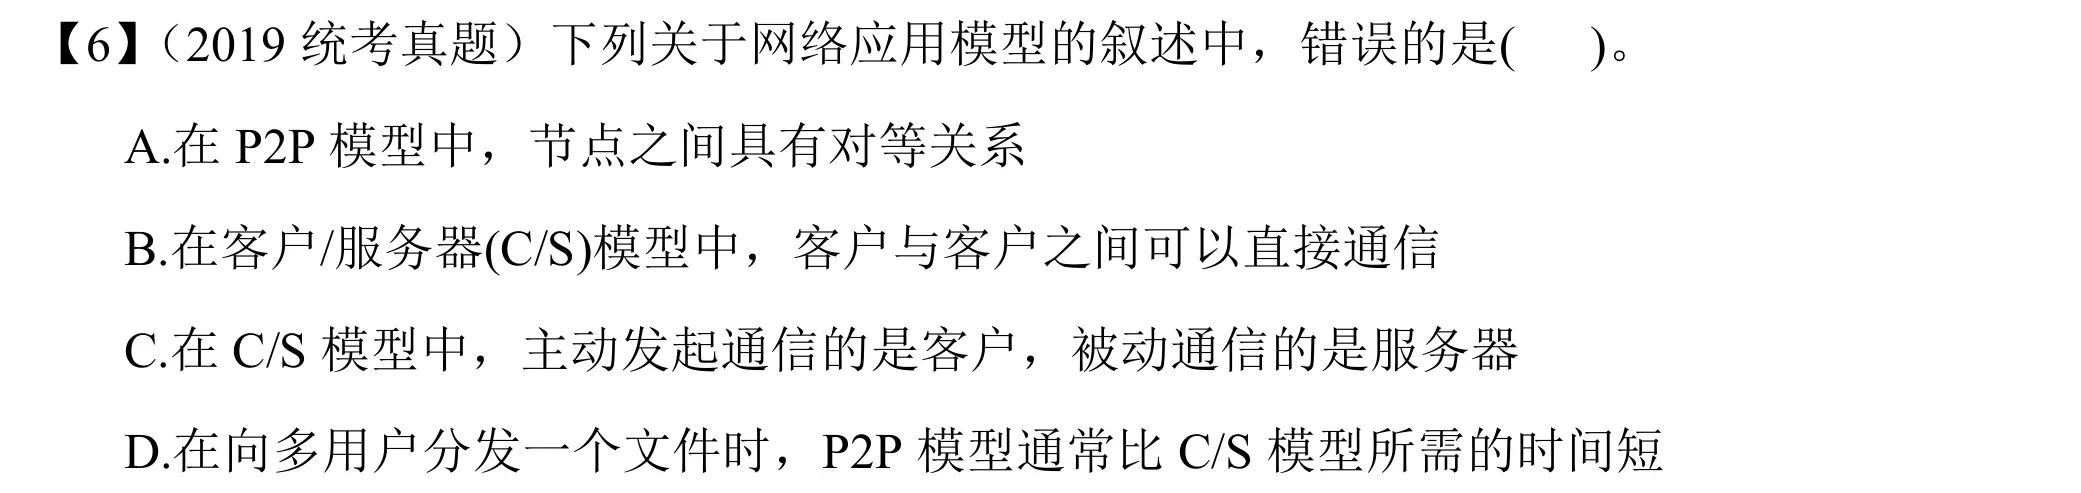 【6】（2019 统考真题）下列关于网络应用模型的叙述中，错误的是(    )。
A.在 P2P 模型中，节点之间具有对等关系
B.在客户/服务器(C/S)模型中，客户与客户之间可以直接通信
C.在 C/S 模型中，主动发起通信的是客户，被动通信的是服务器
D.在向多用户分发一个文件时，P2P 模型通常比 C/S 模型所需的时间短